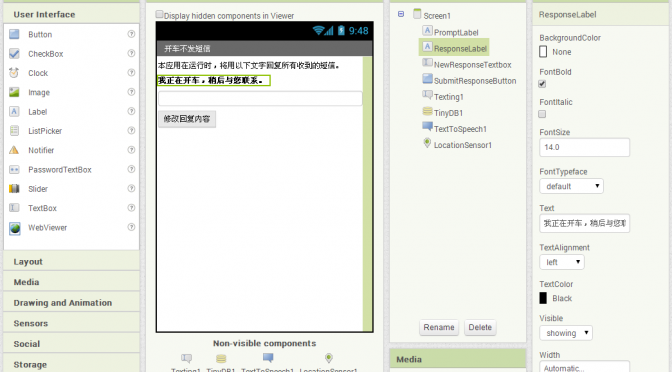 User Interface
Button
CheckBox
Clock
Image
Label
ListPicker
Notifier
PasswordTextBox
Slider
TextBox
WebViewer
Layout
Media
Drawing and Animation
Sensors
Social
Storage
Display hidden components in Viewer
9:48
开车不发短信
本应用在运行时，将用以下文字回复所有收到的短信。
我正在开车，稍后与您联系。
修改回复内容
Non-visible components
Texting1 TinyDB1 TextToSpeech1 LocationSensor1
Screen1
PromptLabel
ResponseLabel
NewResponseTextbox
SubmitResponseButton
Texting1
TinyDB1
TextToSpeech1
LocationSensor1
Rename Delete
Media
ResponseLabel
BackgroundColor
None
FontBold
FontItalic
FontSize
14.0
FontTypeface
default
Text
我正在开车，稍后与您联
TextAlignment
left
TextColor
Black
Visible
showing
Width
Automatic...